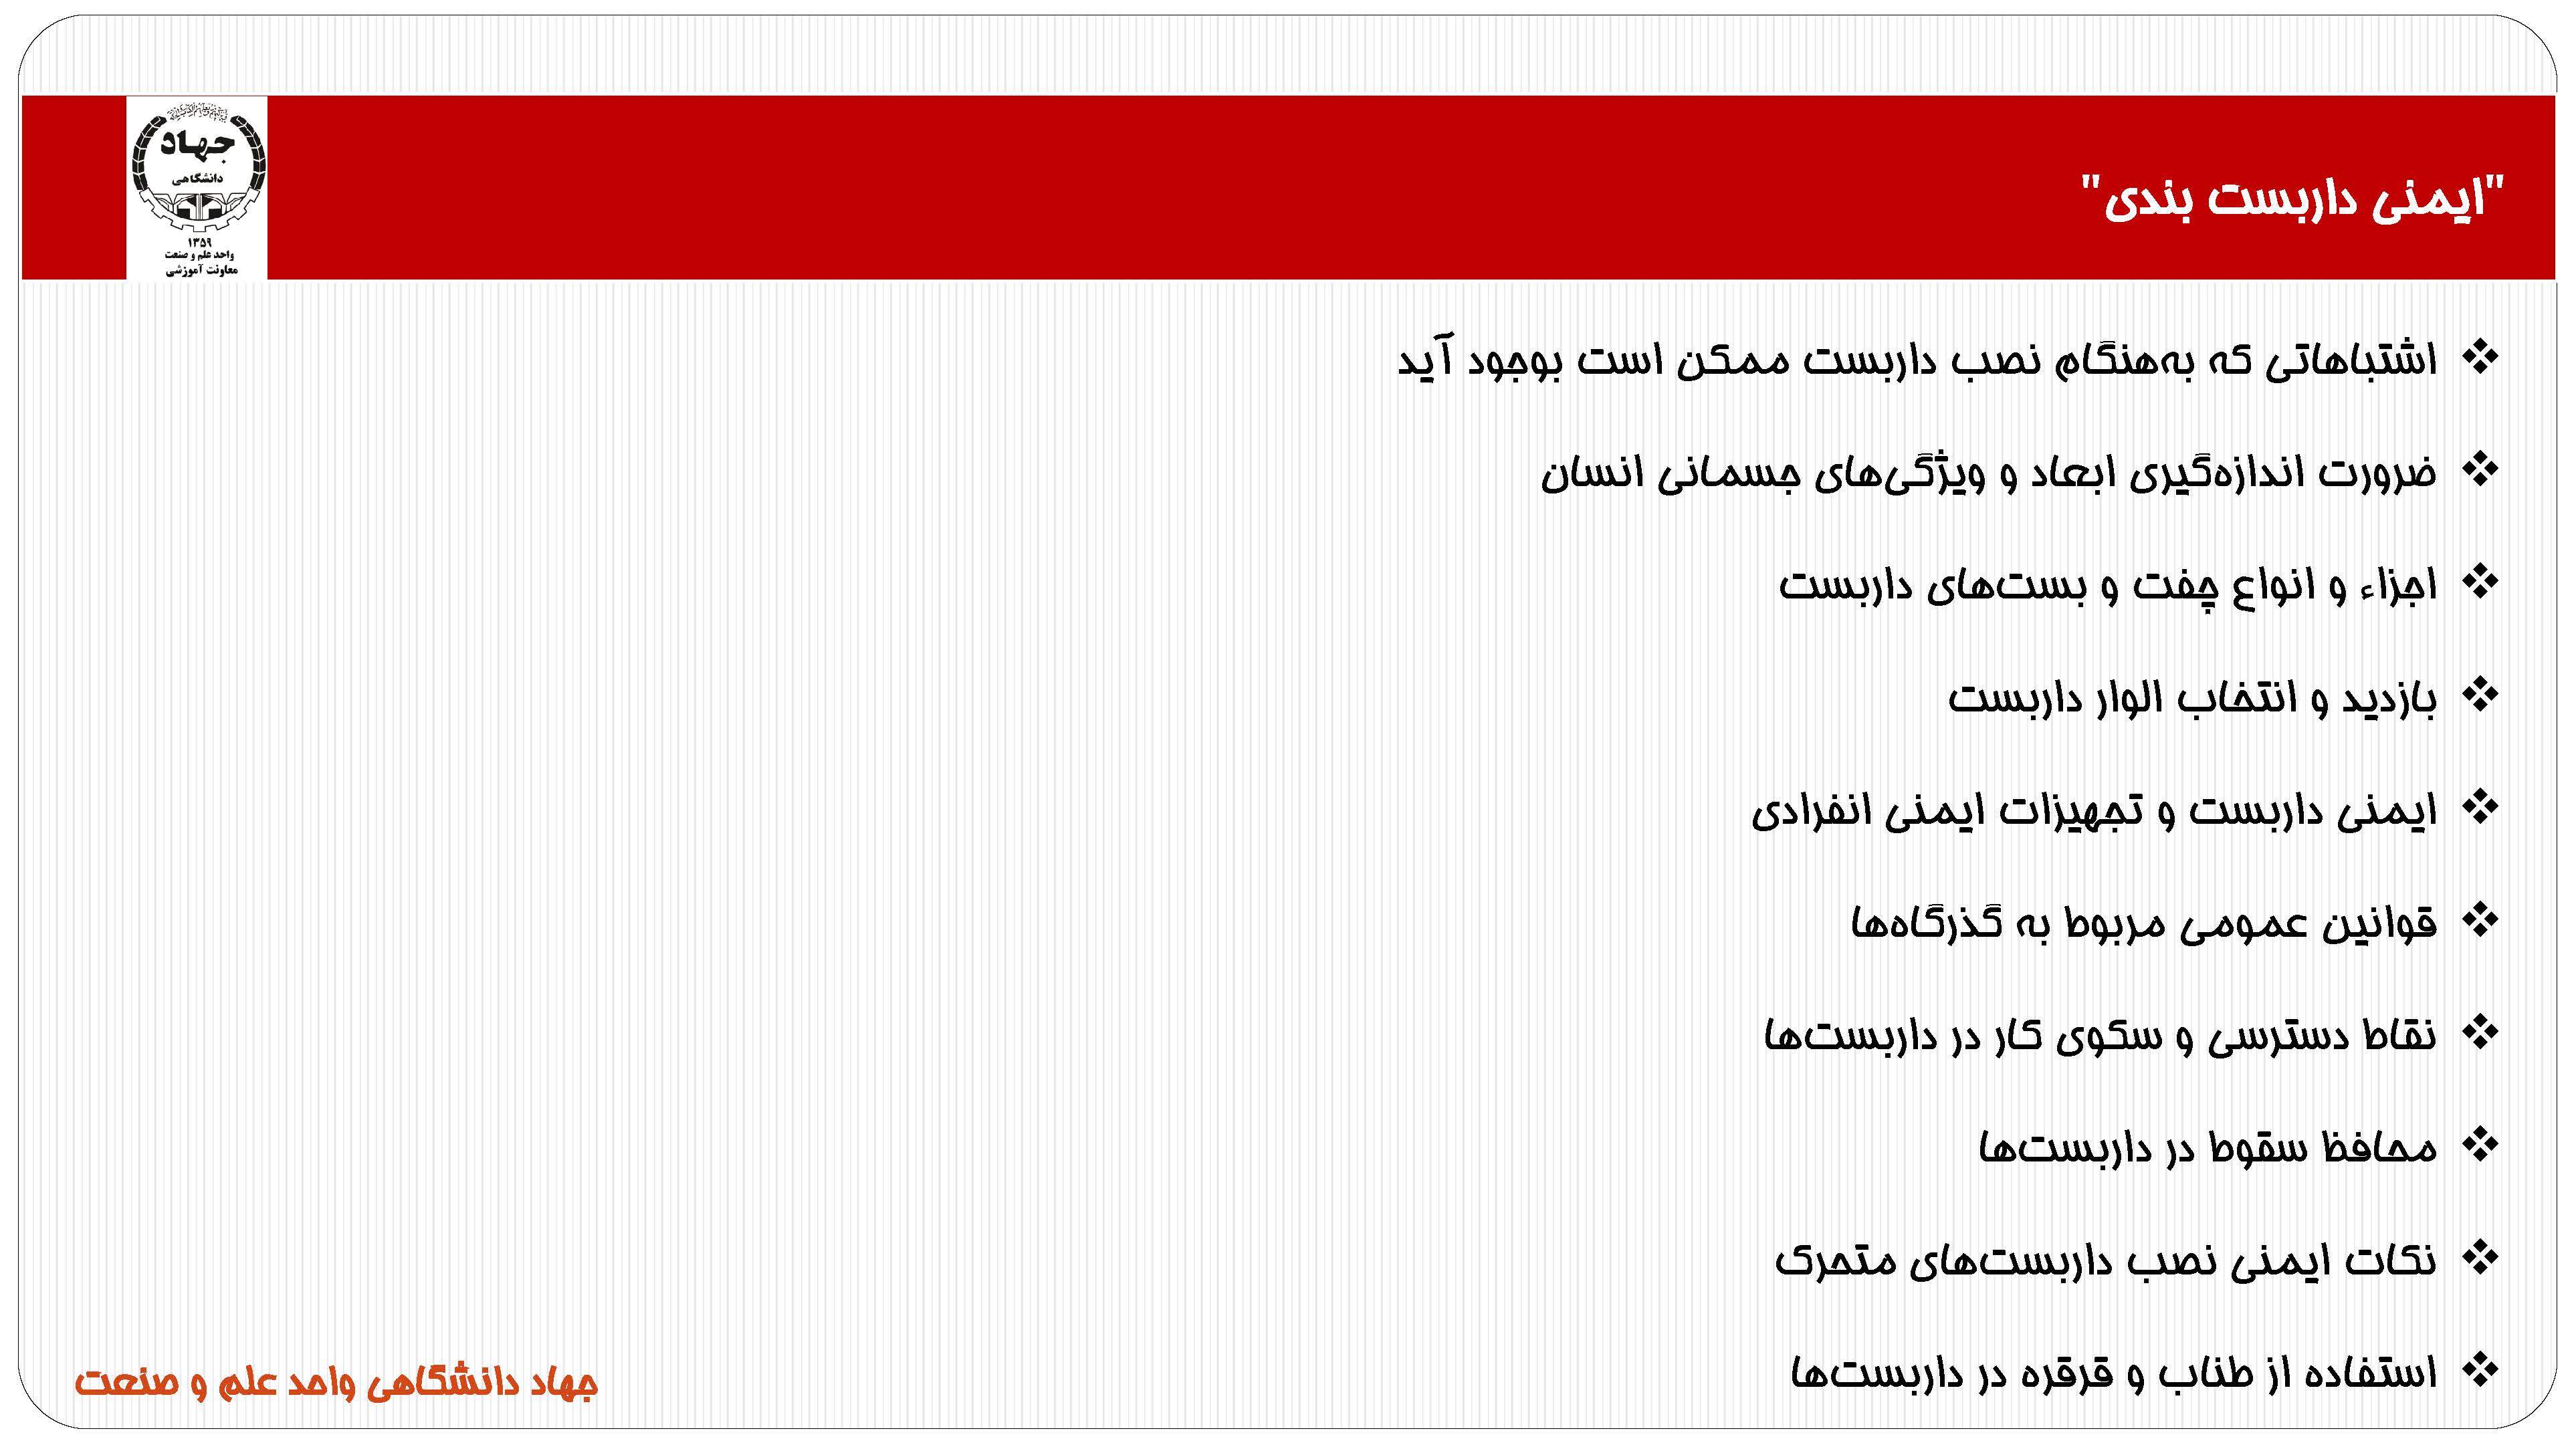 "ایمنی داربست بندی"
جهاد
دانشگاهی
۱۳۵۹
واحد علم و صنعت
معاونت آموزشی
❖ اشتباهاتی که به‌هنگام نصب داربست ممکن است بوجود آید
❖ ضرورت اندازه‌گیری ابعاد و ویژگی‌های جسمانی انسان
❖ اجزاء و انواع چفت و بست‌های داربست
❖ بازدید و انتخاب الوار داربست
❖ ایمنی داربست و تجهیزات ایمنی انفرادی
❖ قوانین عمومی مربوط به گذرگاه‌ها
❖ نقاط دسترسی و سکوی کار در داربست‌ها
❖ محافظ سقوط در داربست‌ها
❖ نکات ایمنی نصب داربست‌های متحرک
❖ استفاده از طناب و قرقره در داربست‌ها
جهاد دانشگاهی واحد علم و صنعت